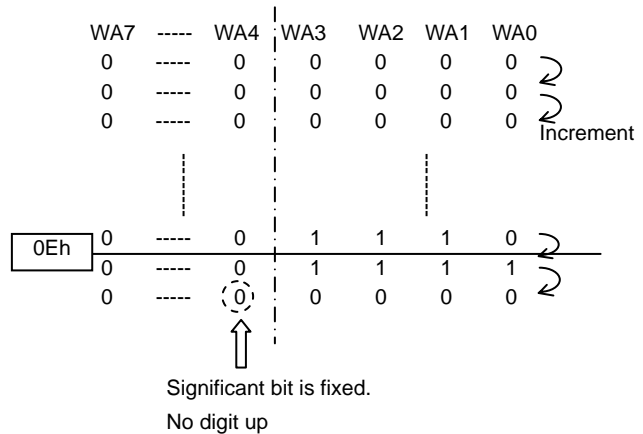 WA7 ----- WA4 WA3 WA2 WA1 WA0
0 ----- 0 0 0 0 0
0 ----- 0 0 0 0 0
0 ----- 0 0 0 0 0
Increment
0 ----- 0 1 1 1 0
0Eh
0 ----- 0 1 1 1 1
0 ----- 0 0 0 0 0
Significant bit is fixed.
No digit up